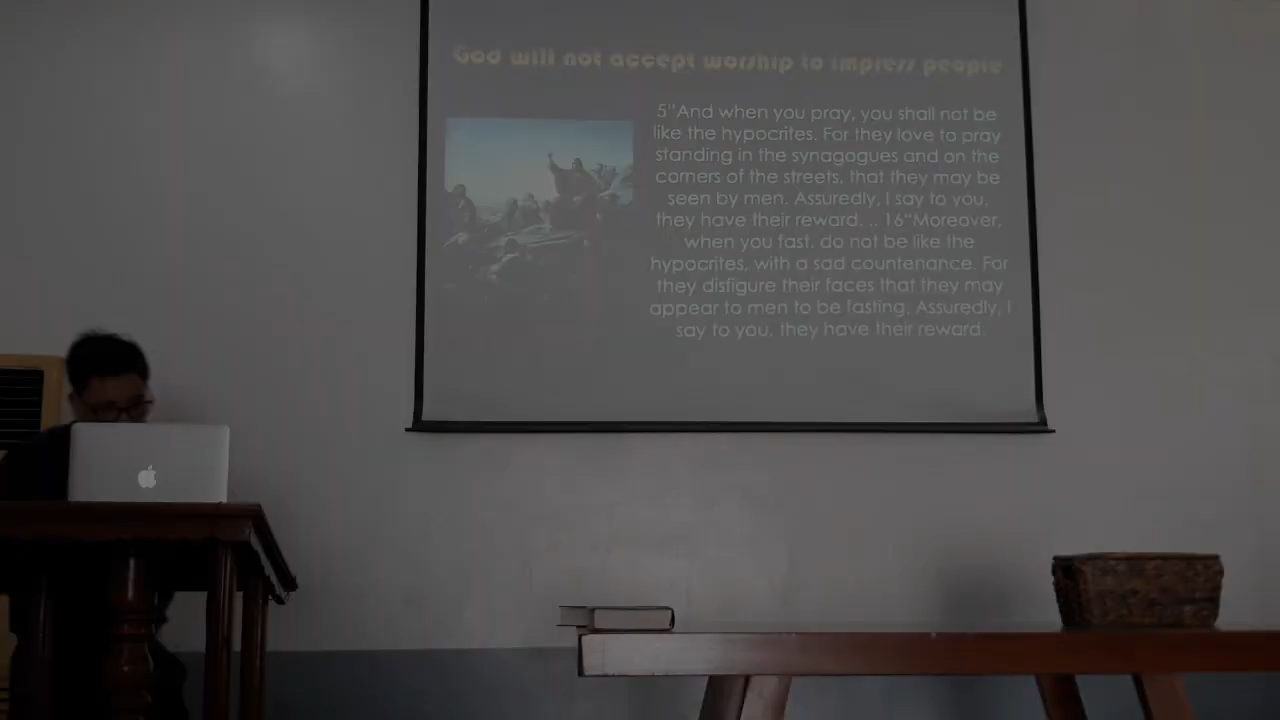 God will not accept worship to impress people
5"And when you pray, you shall not be
like the hypocrites. For they love to pray
standing in the synagogues and on the
corners of the streets, that they may be
seen by men. Assuredly, I say to you,
they have their reward. .. 16"Moreover,
when you fast, do not be like the
hypocrites, with a sad countenance. For
they disfigure their faces that they may
appear to men to be fasting. Assuredly, I
say to you, they have their reward.